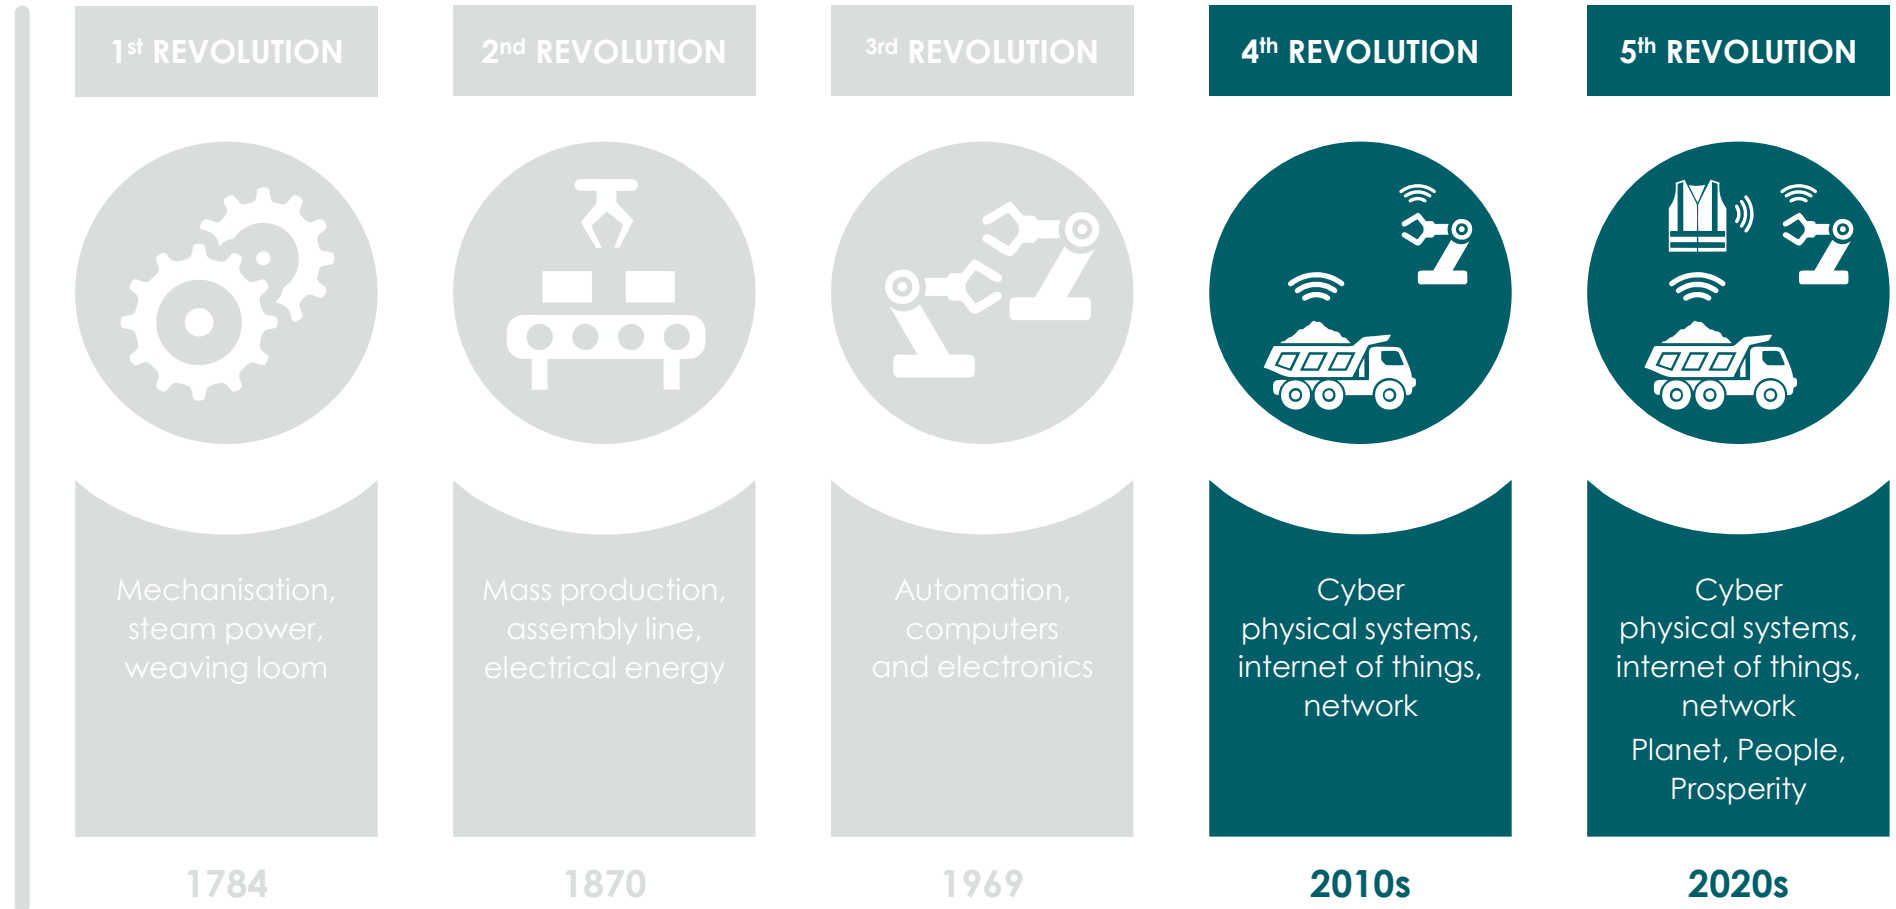 1st REVOLUTION
Mechanisation,
steam power,
weaving loom
1784
2nd REVOLUTION
Mass production,
assembly line,
electrical energy
1870
3rd REVOLUTION
Automation,
computers
and electronics
1969
4th REVOLUTION
Cyber
physical systems,
internet of things,
network
2010s
5th REVOLUTION
Cyber
physical systems,
internet of things,
network
Planet, People,
Prosperity
2020s